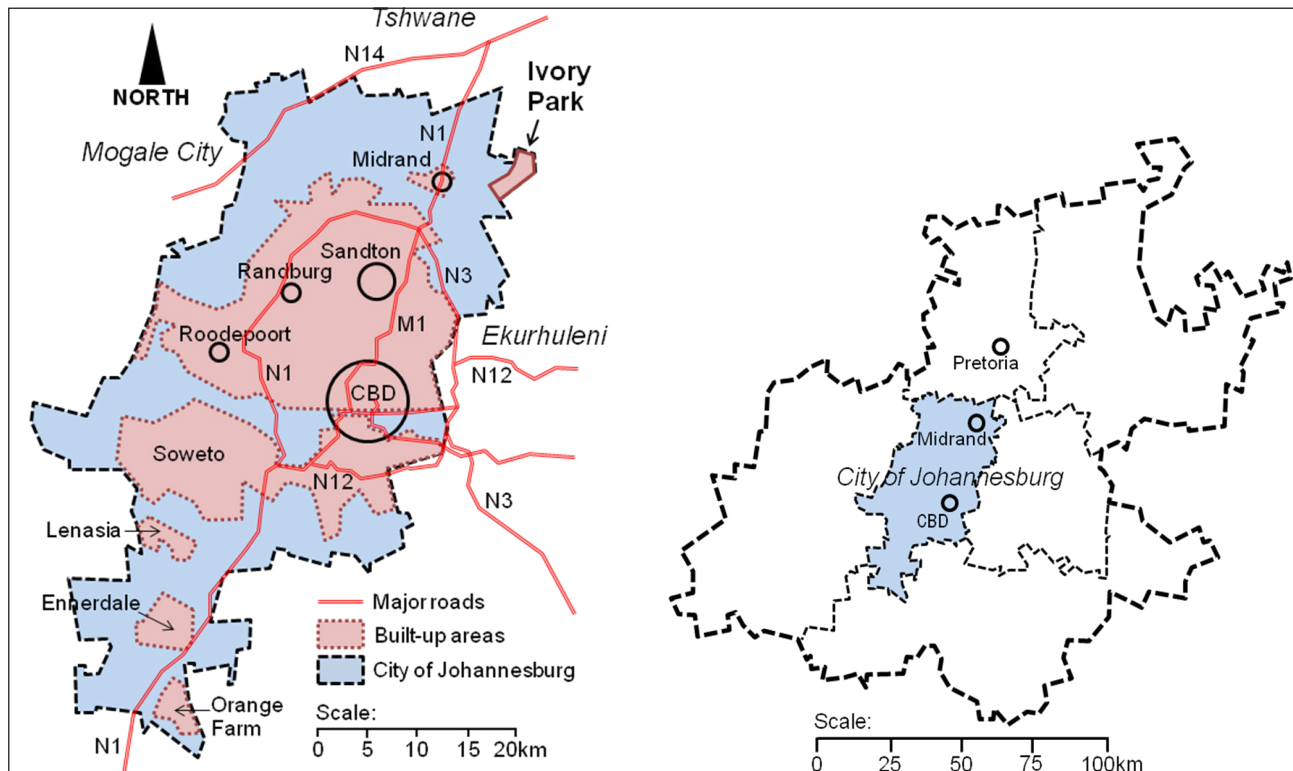 Tshwane
N14
NORTH
Ivory
Park
Mogale City
N1
Midrand
Sandton
Randburg
N3
M1
Ekurhuleni
Roodepoort
N1
N12
CBD
Soweto
N12
N3
Lenasia
Ennerdale
Orange
Farm
N1
Major roads
Built-up areas
City of Johannesburg
Scale:
0 5 10 15 20km
Pretoria
Midrand
City of Johannesburg
CBD
Scale:
0 25 50 75 100km